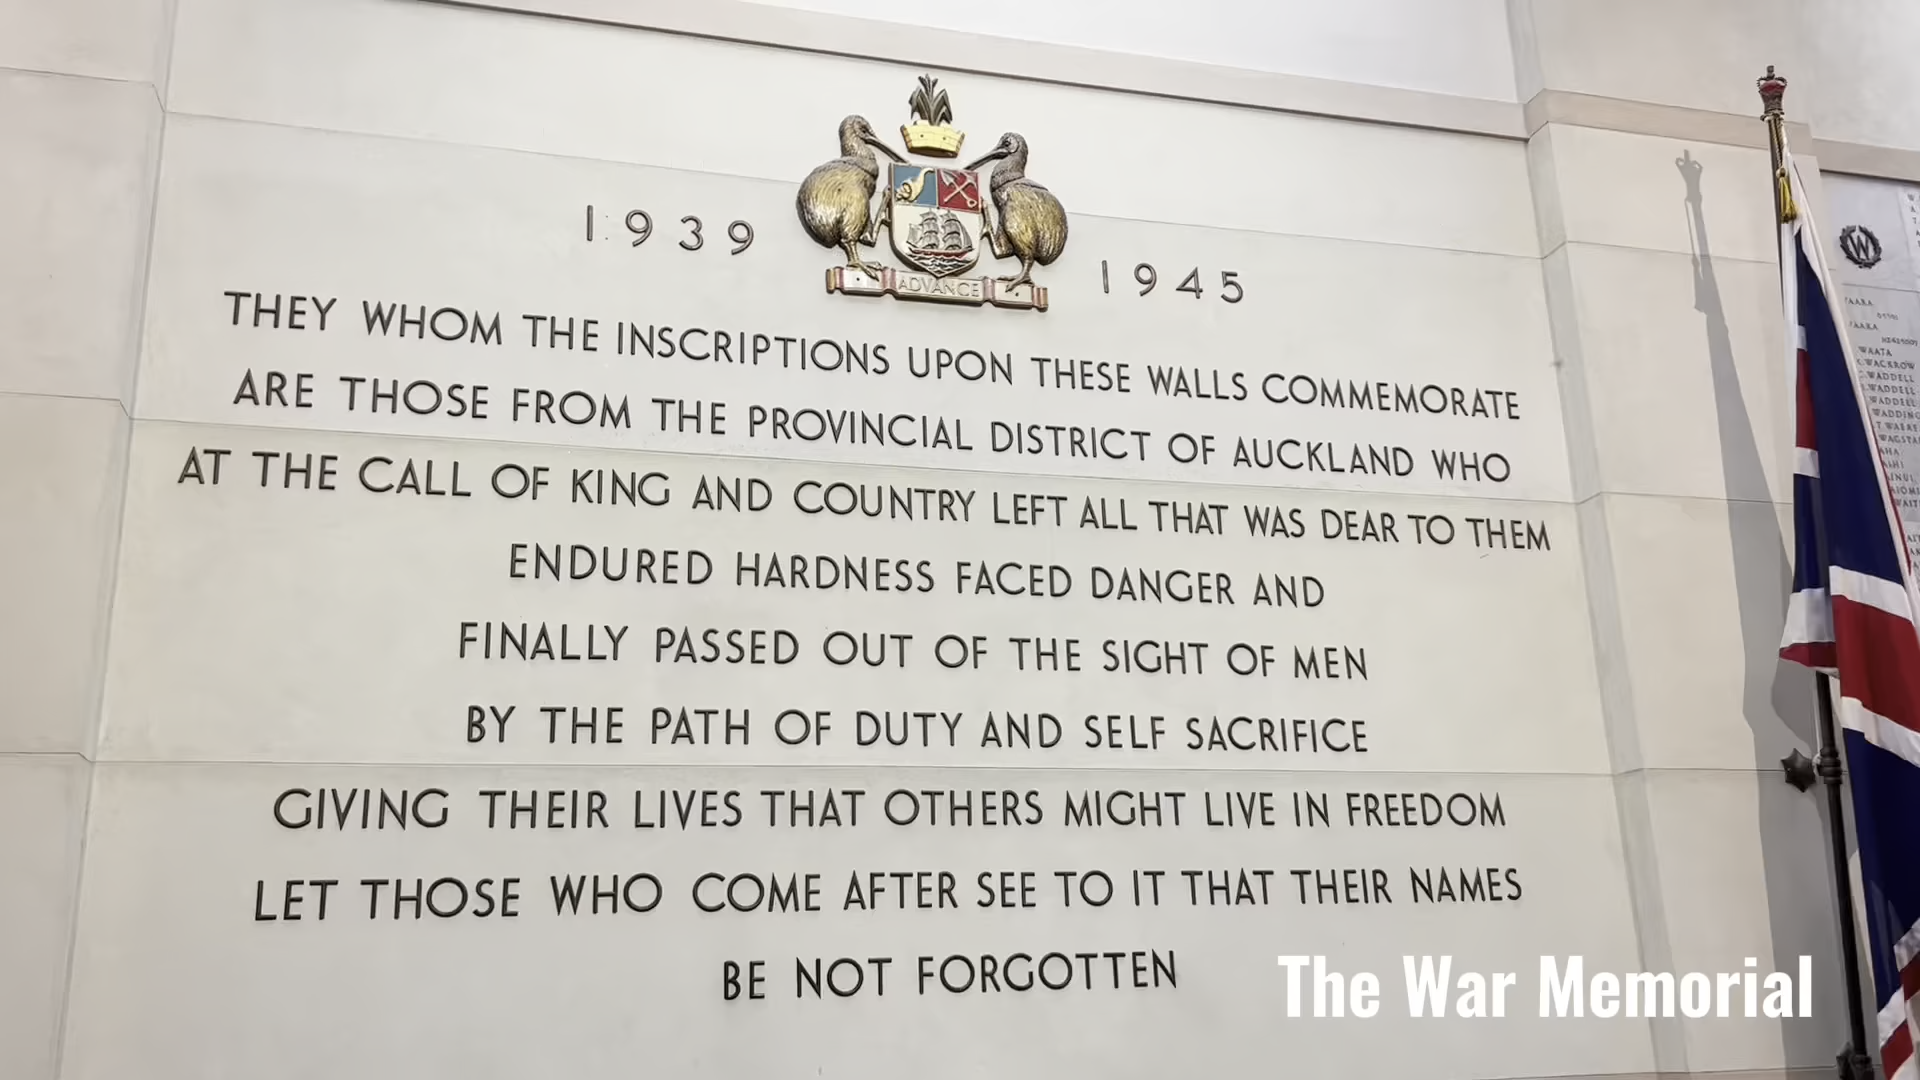 1939
ADVANCE
1945
THEY WHOM THE INSCRIPTIONS UPON THESE WALLS COMMEMORATE
ARE THOSE FROM THE PROVINCIAL DISTRICT OF AUCKLAND WHO
AT THE CALL OF KING AND COUNTRY LEFT ALL THAT WAS DEAR TO THEM
ENDURED HARDNESS FACED DANGER AND
FINALLY PASSED OUT OF THE SIGHT OF MEN
BY THE PATH OF DUTY AND SELF SACRIFICE
GIVING THEIR LIVES THAT OTHERS MIGHT LIVE IN FREEDOM
LET THOSE WHO COME AFTER SEE TO IT THAT THEIR NAMES
BE NOT FORGOTTEN
The War Memorial
W
WAATA
WADDELL
WADDELL
WADDELL